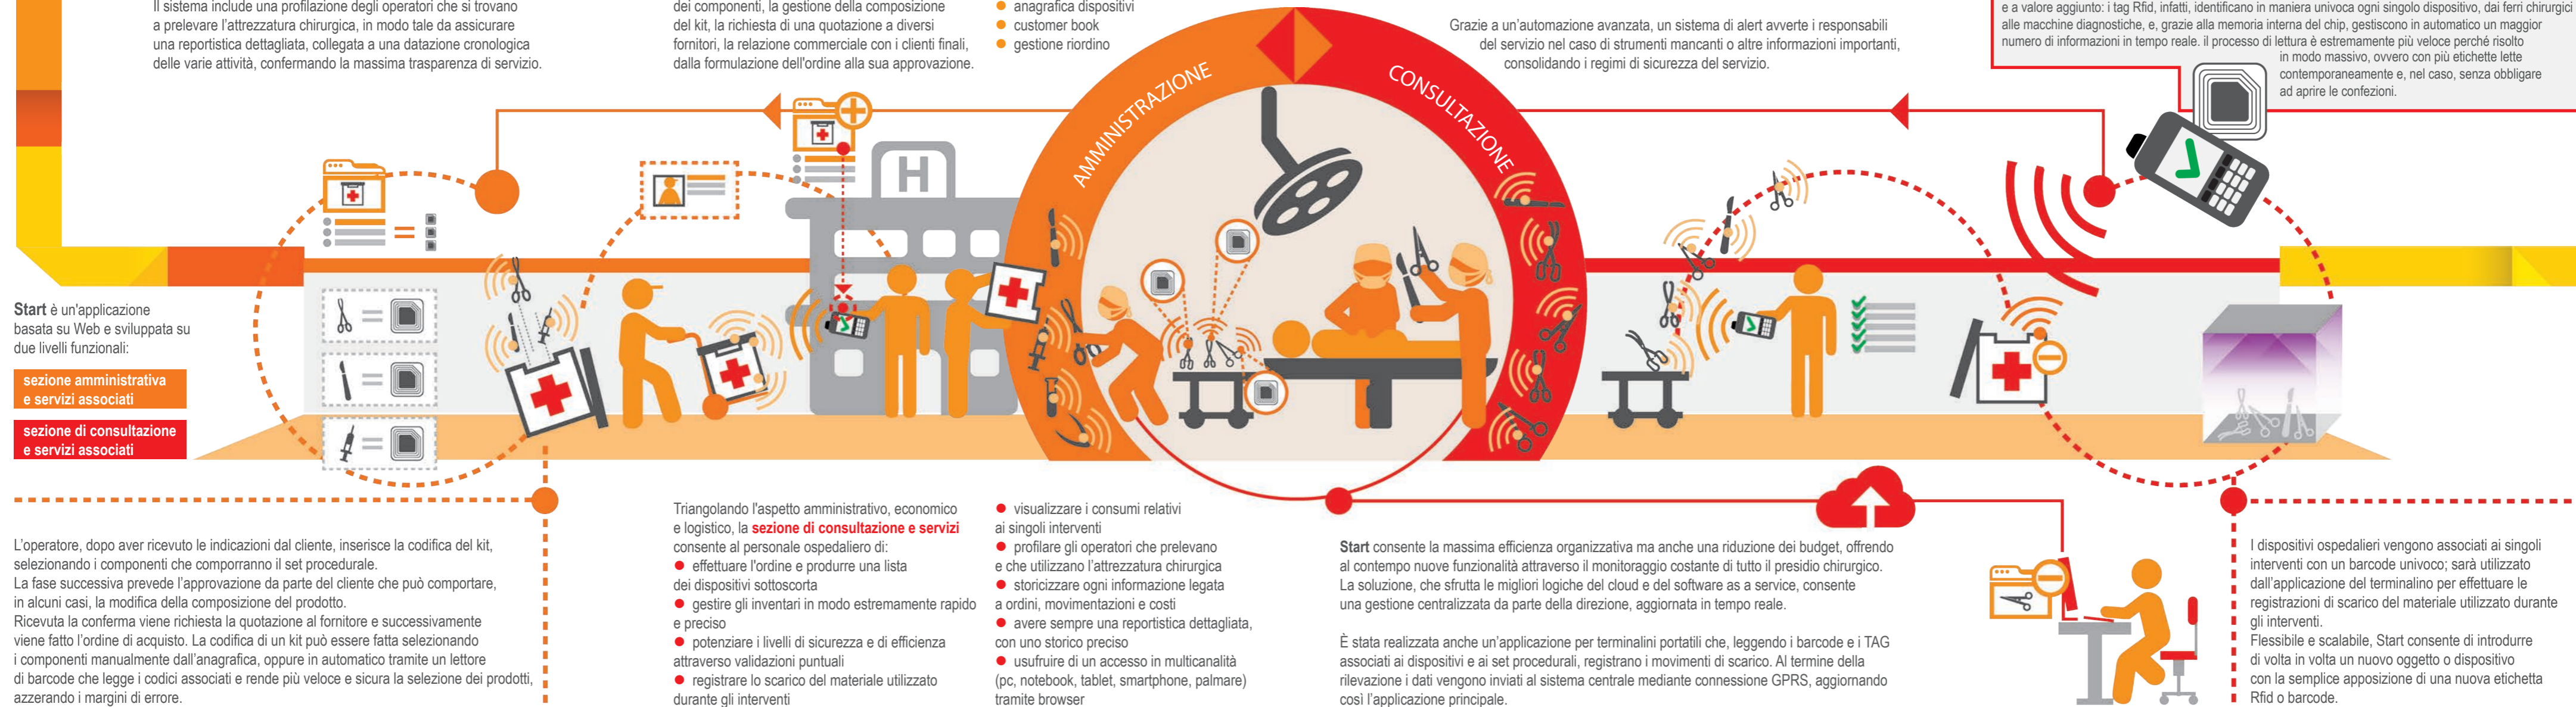 Il sistema include una profilazione degli operatori che si trovano
a prelevare l'attrezzatura chirurgica, in modo tale da assicurare
una reportistica dettagliata, collegata a una datazione cronologica
delle varie attività, confermando la massima trasparenza di servizio.
dei componenti, la gestione della composizione
del kit, la richiesta di una quotazione a diversi
fornitori, la relazione commerciale con i clienti finali,
dalla formulazione dell'ordine alla sua approvazione.
● anagrafica dispositivi
● customer book
● gestione riordino
Grazie a un'automazione avanzata, un sistema di alert avverte i responsabili
del servizio nel caso di strumenti mancanti o altre informazioni importanti,
consolidando i regimi di sicurezza del servizio.
e a valore aggiunto: i tag Rfid, infatti, identificano in maniera univoca ogni singolo dispositivo, dai ferri chirurgici
alle macchine diagnostiche, e, grazie alla memoria interna del chip, gestiscono in automatico un maggior
numero di informazioni in tempo reale. il processo di lettura è estremamente più veloce perché risolto
in modo massivo, ovvero con più etichette lette
contemporaneamente e, nel caso, senza obbligare
ad aprire le confezioni.
AMMINISTRAZIONE
CONSULTAZIONE
H
Start è un'applicazione
basata su Web e sviluppata su
due livelli funzionali:
sezione amministrativa
e servizi associati
sezione di consultazione
e servizi associati
L'operatore, dopo aver ricevuto le indicazioni dal cliente, inserisce la codifica del kit,
selezionando i componenti che comporranno il set procedurale.
La fase successiva prevede l'approvazione da parte del cliente che può comportare,
in alcuni casi, la modifica della composizione del prodotto.
Ricevuta la conferma viene richiesta la quotazione al fornitore e successivamente
viene fatto l'ordine di acquisto. La codifica di un kit può essere fatta selezionando
i componenti manualmente dall'anagrafica, oppure in automatico tramite un lettore
di barcode che legge i codici associati e rende più veloce e sicura la selezione dei prodotti,
azzerando i margini di errore.
Triangolando l'aspetto amministrativo, economico
e logistico, la sezione di consultazione e servizi
consente al personale ospedaliero di:
● effettuare l'ordine e produrre una lista
dei dispositivi sottoscorta
● gestire gli inventari in modo estremamente rapido
e preciso
● potenziare i livelli di sicurezza e di efficienza
attraverso validazioni puntuali
● registrare lo scarico del materiale utilizzato
durante gli interventi
● visualizzare i consumi relativi
ai singoli interventi
● profilare gli operatori che prelevano
e che utilizzano l'attrezzatura chirurgica
● storicizzare ogni informazione legata
a ordini, movimentazioni e costi
● avere sempre una reportistica dettagliata,
con uno storico preciso
● usufruire di un accesso in multicanalità
(pc, notebook, tablet, smartphone, palmare)
tramite browser
Start consente la massima efficienza organizzativa ma anche una riduzione dei budget, offrendo
al contempo nuove funzionalità attraverso il monitoraggio costante di tutto il presidio chirurgico.
La soluzione, che sfrutta le migliori logiche del cloud e del software as a service, consente
una gestione centralizzata da parte della direzione, aggiornata in tempo reale.
È stata realizzata anche un'applicazione per terminalini portatili che, leggendo i barcode e i TAG
associati ai dispositivi e ai set procedurali, registrano i movimenti di scarico. Al termine della
rilevazione i dati vengono inviati al sistema centrale mediante connessione GPRS, aggiornando
così l'applicazione principale.
I dispositivi ospedalieri vengono associati ai singoli
interventi con un barcode univoco; sarà utilizzato
dall'applicazione del terminalino per effettuare le
registrazioni di scarico del materiale utilizzato durante
gli interventi.
Flessibile e scalabile, Start consente di introdurre
di volta in volta un nuovo oggetto o dispositivo
con la semplice apposizione di una nuova etichetta
Rfid o barcode.